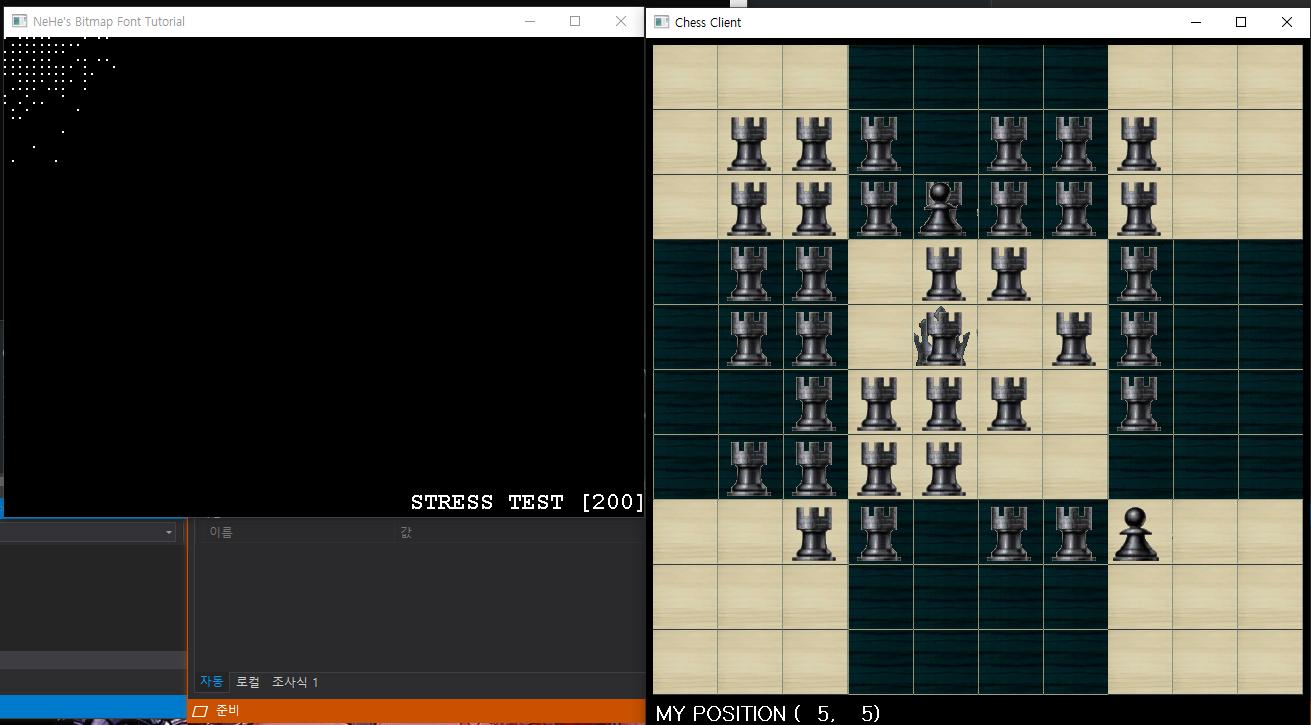 NeHe's Bitmap Font Tutorial
Chess Client
STRESS TEST [200]
이름
값
자동
로컬
조사식 1
준비
MY POSITION ( 5, 5)